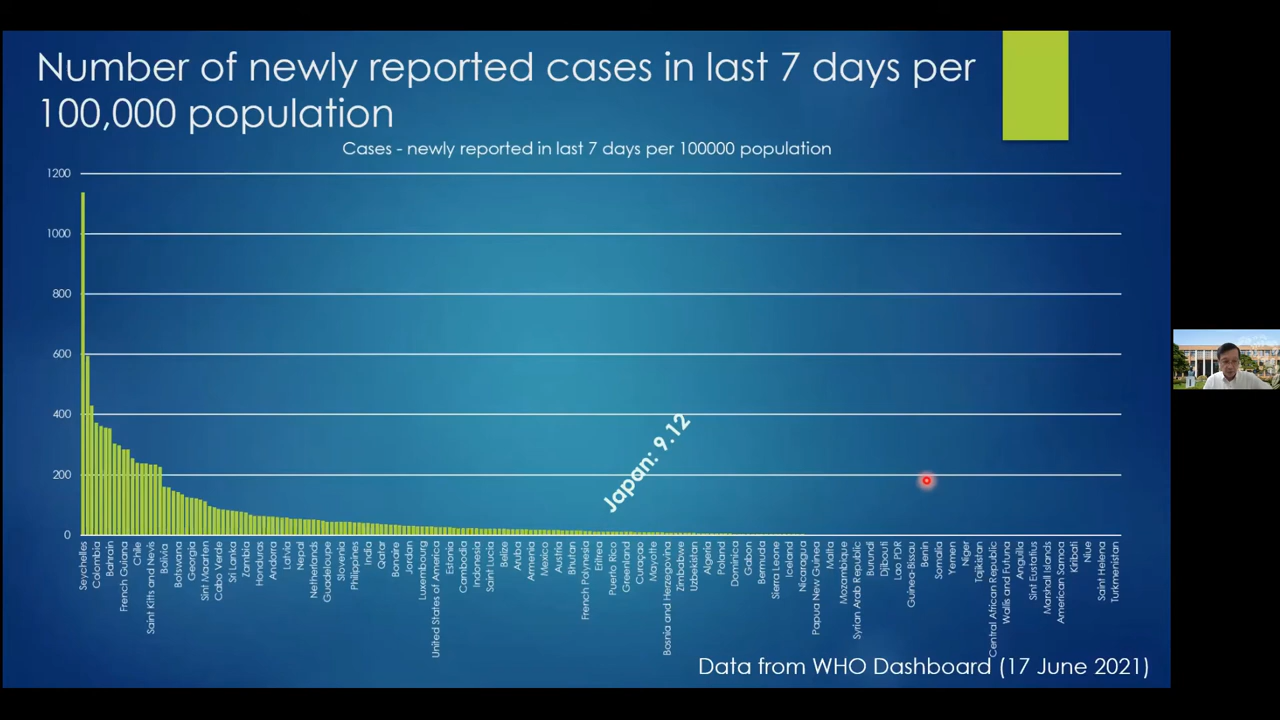 Number of newly reported cases in last 7 days per
100,000 population
Cases - newly reported in last 7 days per 100000 population
1200
1000
800
600
400
200
0
Japan: 9.12
Seychelles
Colombia
Bahrain
French Guiana
Chile
Saint Kitts and Nevis
Bolivia
Botswana
Georgia
Sint Maarten
Cabo Verde
Sri Lanka
Zambia
Honduras
Andorra
Latvia
Nepal
Netherlands
Guadeloupe
Slovenia
Philippines
India
Qatar
Bonaire
Jordan
Luxembourg
United States of America
Estonia
Cambodia
Indonesia
Saint Lucia
Belize
Aruba
Armenia
Mexico
Austria
Bhutan
French Polynesia
Eritrea
Puerto Rico
Greenland
Curaçao
Mayotte
Bosnia and Herzegovina
Zimbabwe
Uzbekistan
Algeria
Poland
Dominica
Gabon
Bermuda
Sierra Leone
Iceland
Nicaragua
Papua New Guinea
Malta
Mozambique
Syrian Arab Republic
Burundi
Djibouti
Lao PDR
Guinea-Bissau
Benin
Somalia
Yemen
Niger
Tajikistan
Central African Republic
Wallis and Futuna
Anguilla
Sint Eustatius
Marshall Islands
American Samoa
Kiribati
Niue
Saint Helena
Turkmenistan
Data from WHO Dashboard (17 June 2021)